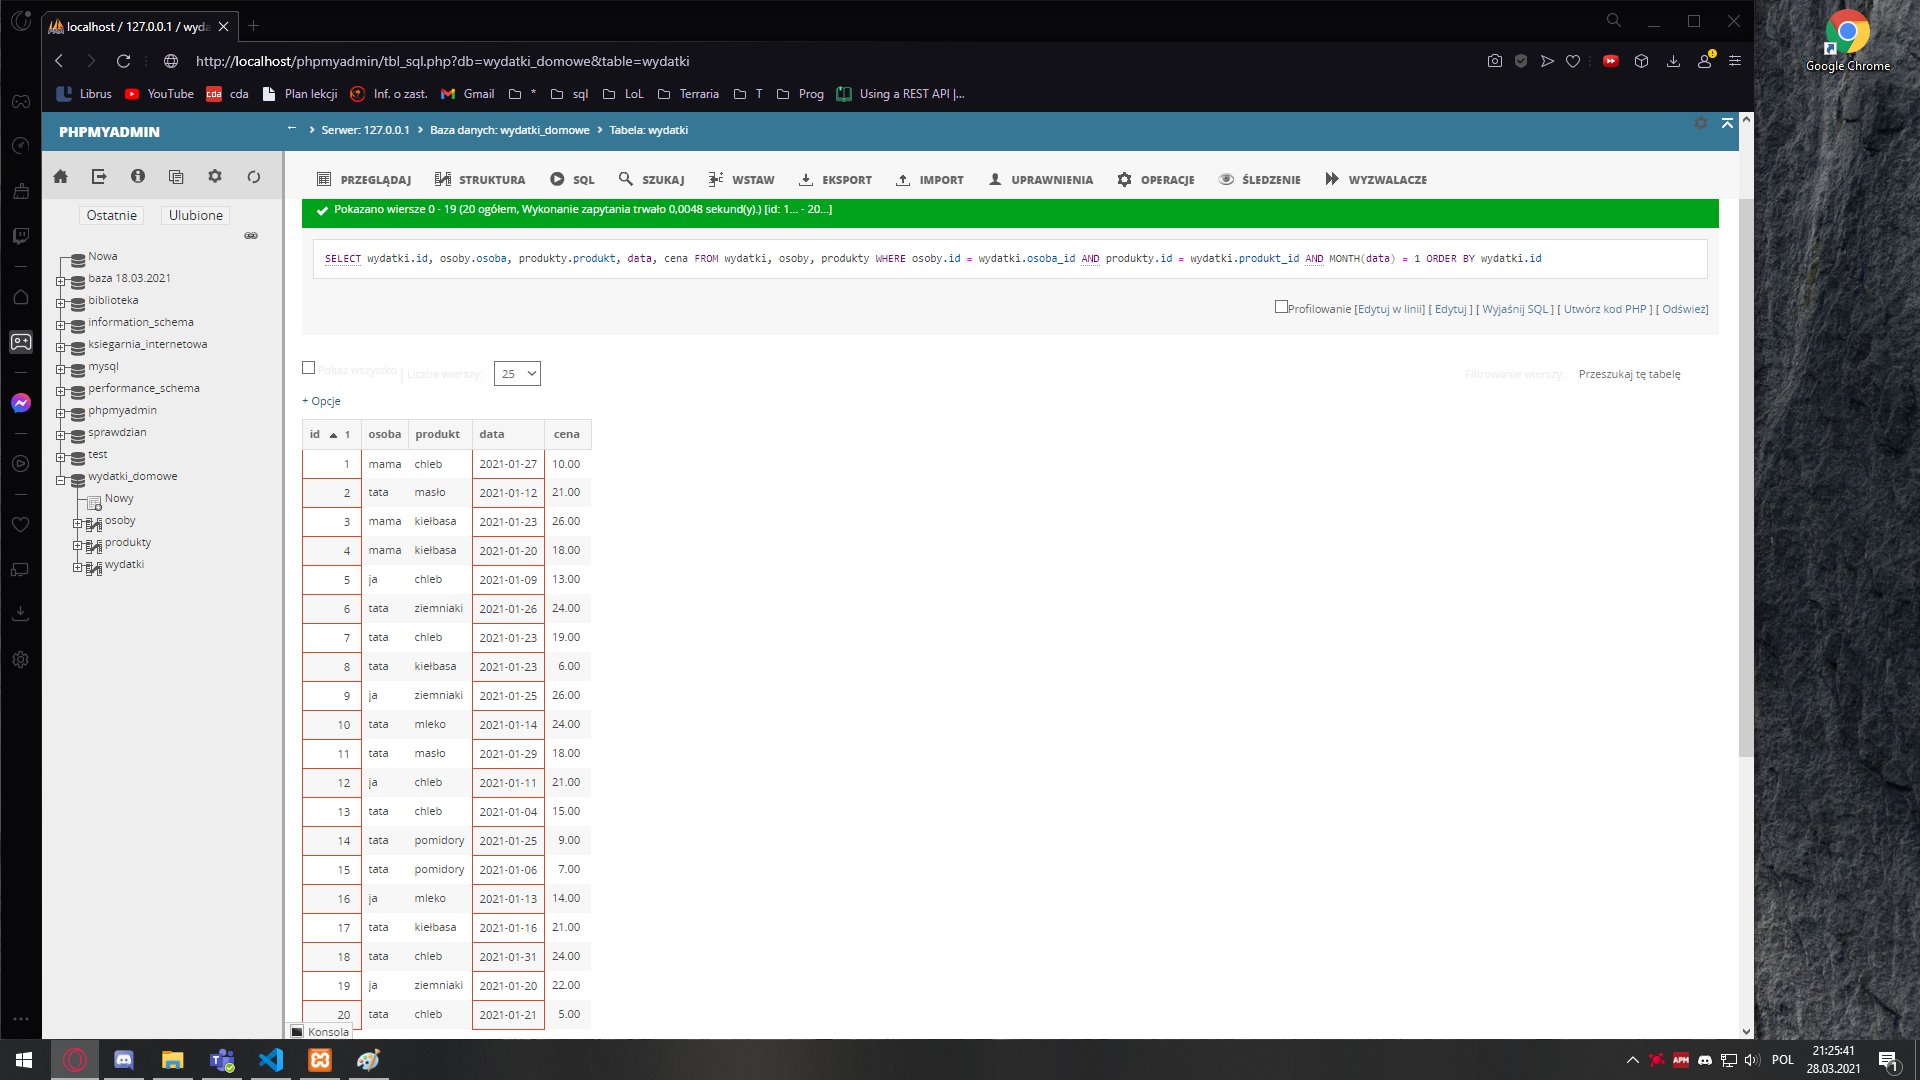 localhost / 127.0.0.1 / wyda
Google Chrome
http://localhost/phpmyadmin/tbl_sql.php?db=wydatki_domowe&table=wydatki
Librus YouTube cda cda Plan lekcji Inf. o zast. Gmail * sql LoL Terraria T Prog Using a REST API |...
PHPMYADMIN
← Serwer: 127.0.0.1 › Baza danych: wydatki_domowe › Tabela: wydatki
PRZEGLĄDAJ STRUKTURA SQL SZUKAJ WSTAW EKSPORT IMPORT UPRAWNIENIA OPERACJE ŚLEDZENIE WYZWALACZE
Ostatnie Ulubione
Nowa
baza 18.03.2021
biblioteka
information_schema
ksiegarnia_internetowa
mysql
performance_schema
phpmyadmin
sprawdzian
test
wydatki_domowe
Nowy
osoby
produkty
wydatki
Pokazano wiersze 0 - 19 (20 ogółem, Wykonanie zapytania trwało 0,0048 sekund(y).) [id: 1... - 20...]
SELECT wydatki.id, osoby.osoba, produkty.produkt, data, cena FROM wydatki, osoby, produkty WHERE osoby.id = wydatki.osoba_id AND produkty.id = wydatki.produkt_id AND MONTH(data) = 1 ORDER BY wydatki.id
Profilowanie [Edytuj w linii] [ Edytuj ] [ Wyjaśnij SQL ] [ Utwórz kod PHP ] [ Odśwież]
Pokaż wszystko | Liczba wierszy: 25 Filtrowanie wierszy: Przeszukaj tę tabelę
+ Opcje
id 1 osoba produkt data cena
1 mama chleb 2021-01-27 10.00
2 tata masło 2021-01-12 21.00
3 mama kiełbasa 2021-01-23 26.00
4 mama kiełbasa 2021-01-20 18.00
5 ja chleb 2021-01-09 13.00
6 tata ziemniaki 2021-01-26 24.00
7 tata chleb 2021-01-23 19.00
8 tata kiełbasa 2021-01-23 6.00
9 ja ziemniaki 2021-01-25 26.00
10 tata mleko 2021-01-14 24.00
11 tata masło 2021-01-29 18.00
12 ja chleb 2021-01-11 21.00
13 tata chleb 2021-01-04 15.00
14 tata pomidory 2021-01-25 9.00
15 tata pomidory 2021-01-06 7.00
16 ja mleko 2021-01-13 14.00
17 tata kiełbasa 2021-01-16 21.00
18 tata chleb 2021-01-31 24.00
19 ja ziemniaki 2021-01-20 22.00
20 tata chleb 2021-01-21 5.00
Konsola
APM POL 21:25:41
28.03.2021 1